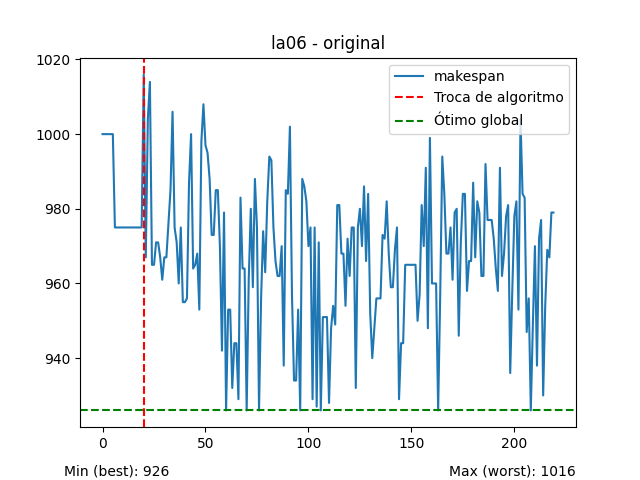 la06 - original
makespan
Troca de algoritmo
Ótimo global
1020
1000
980
960
940
0 50 100 150 200
Min (best): 926 Max (worst): 1016